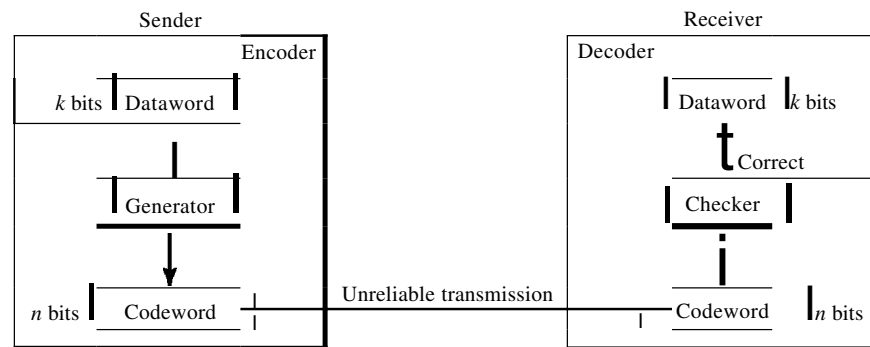 Sender
Receiver
Encoder
Decoder
k bits
Dataword
Dataword
k bits
Correct
Generator
Checker
Unreliable transmission
n bits
Codeword
Codeword
n bits